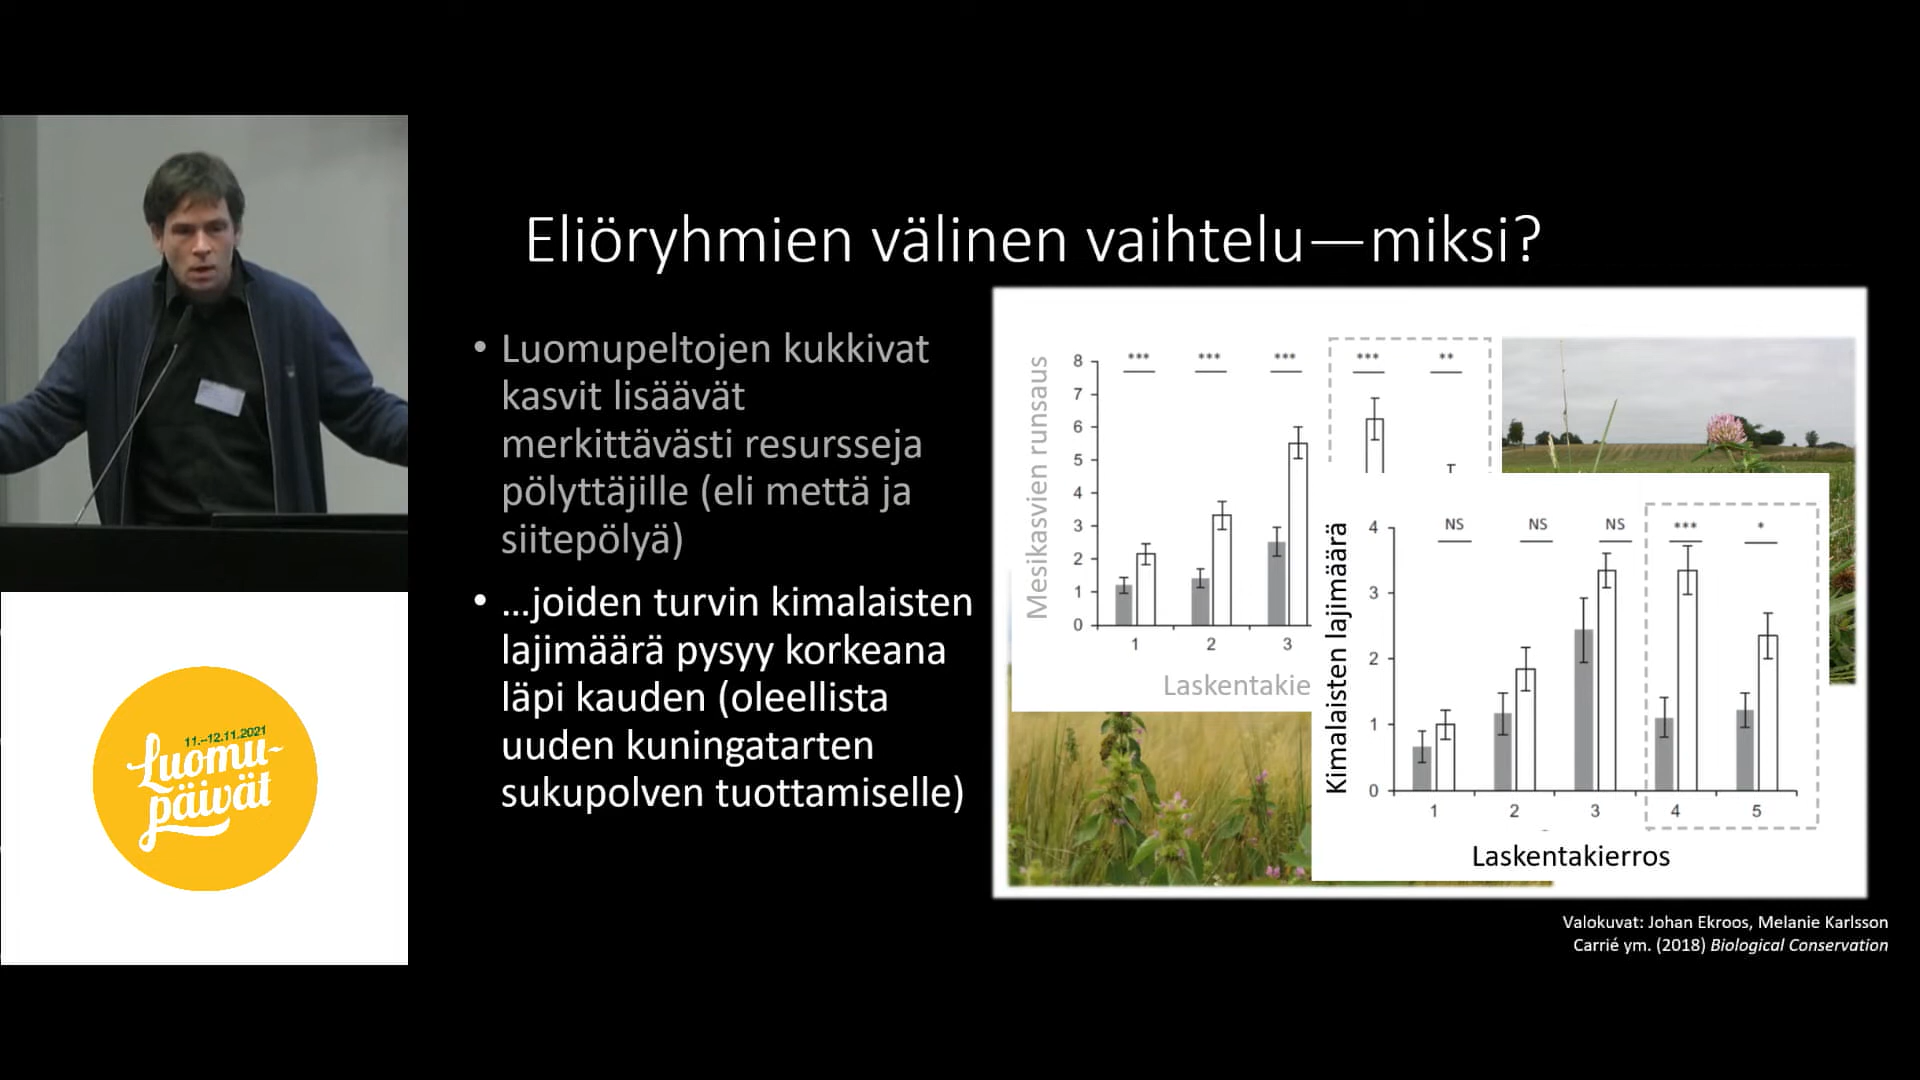 Eliöryhmien välinen vaihtelu—miksi?
• Luomupeltojen kukkivat
kasvit lisäävät
merkittävästi resursseja
pölyttäjille (eli mettä ja
siitepölyä)
• …joiden turvin kimalaisten
lajimäärä pysyy korkeana
läpi kauden (oleellista
uuden kuningatarten
sukupolven tuottamiselle)
Mesikasvien runsaus
8
7
6
5
4
3
2
1
0
*** *** *** *** **
1 2 3
Laskentakie
Kimalaisten lajimäärä
4
3
2
1
0
NS NS NS *** *
1 2 3 4 5
Laskentakierros
Valokuvat: Johan Ekroos, Melanie Karlsson
Carrié ym. (2018) Biological Conservation
11.–12.11.2021
Luomu-
päivät